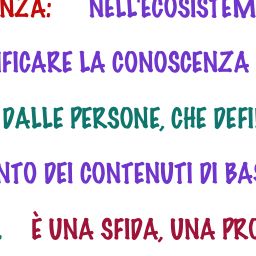 NZA: NELL'ECOSISTEM
IFICARE LA CONOSCENZA
DALLE PERSONE, CHE DEFI
NTO DEI CONTENUTI DI BAS
. È UNA SFIDA, UNA PRO